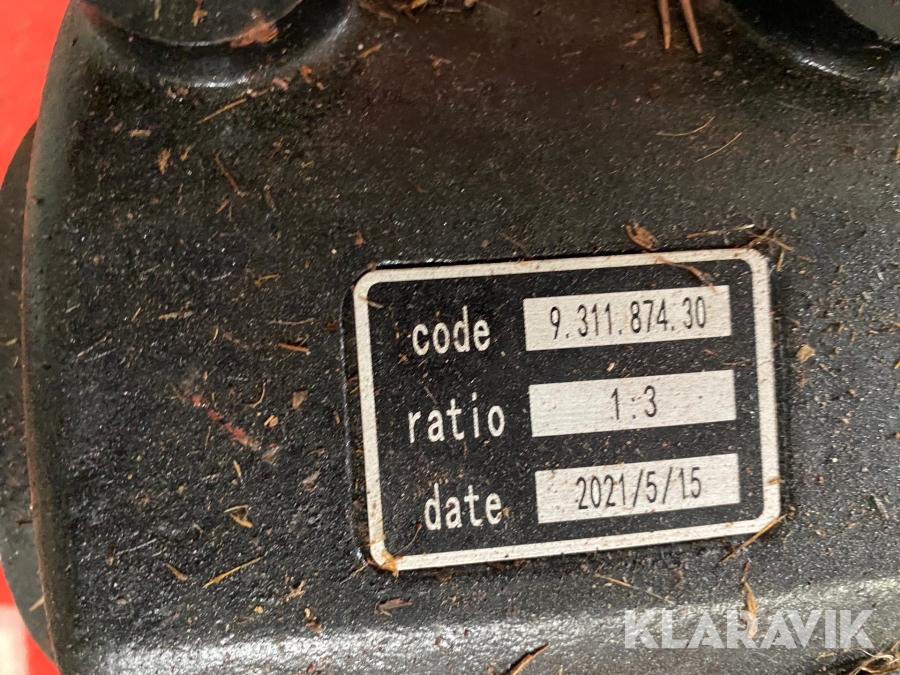 code 9.311.874.30
ratio 1:3
date 2021/5/15
KLARAVIK